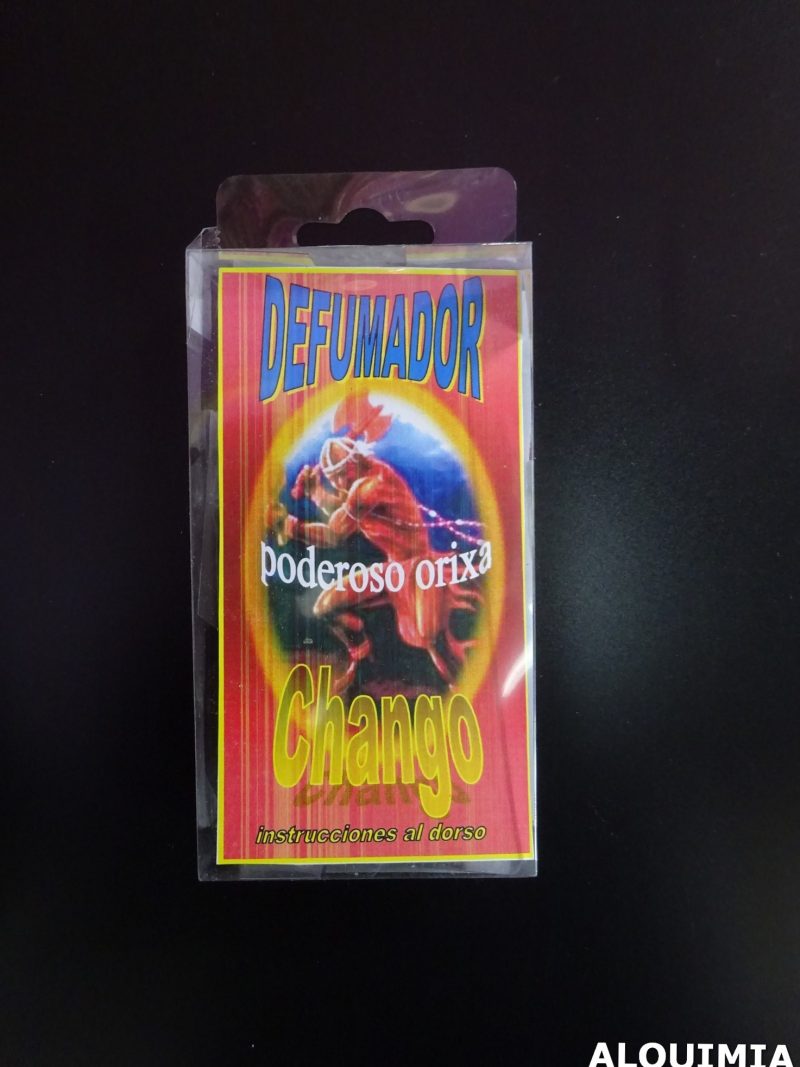 DEFUMADOR
poderoso orixa
Chango
instrucciones al dorso
ALQUIMIA